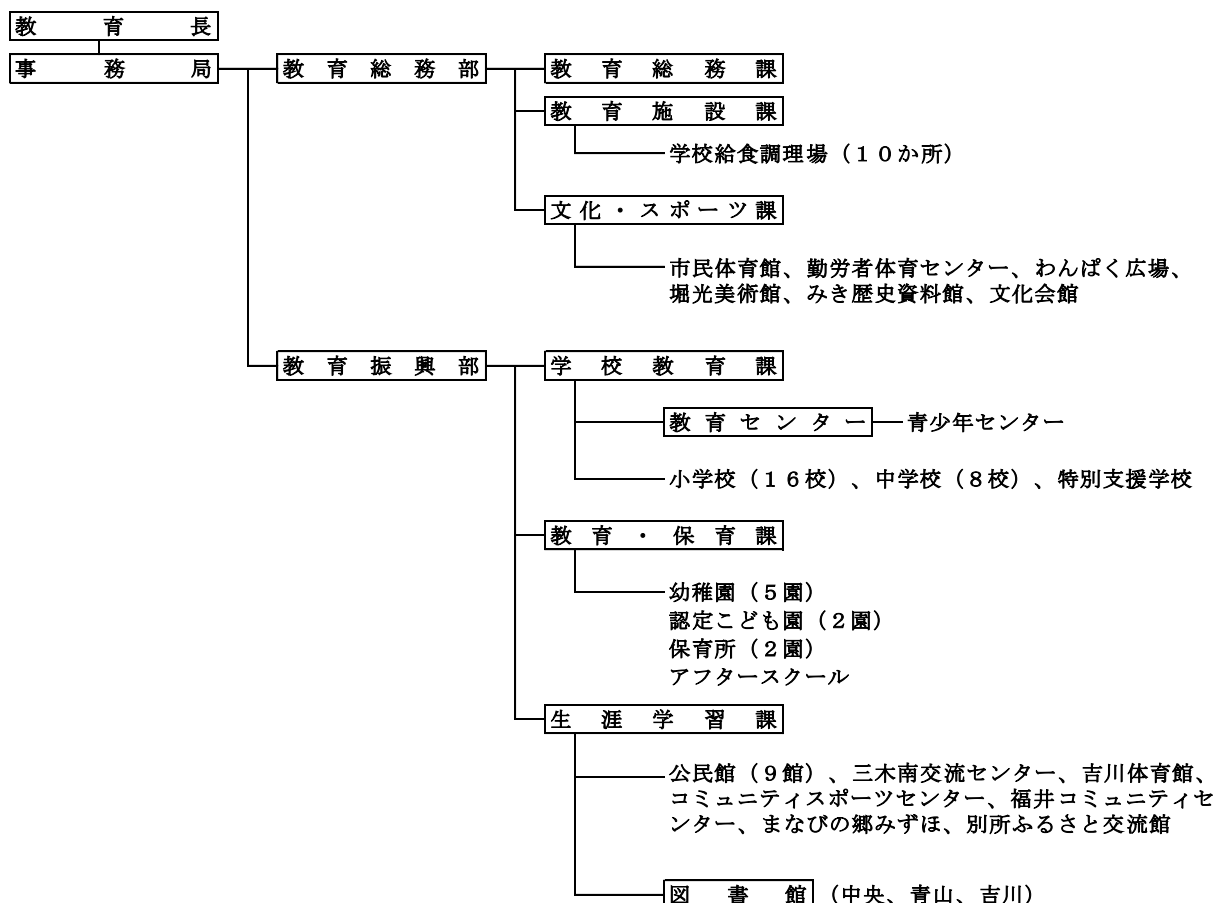 教育長
事務局
教育総務部
教育総務課
教育施設課
学校給食調理場（１０か所）
文化・スポーツ課
市民体育館、勤労者体育センター、わんぱく広場、
堀光美術館、みき歴史資料館、文化会館
教育振興部
学校教育課
教育センター
青少年センター
小学校（１６校）、中学校（８校）、特別支援学校
教育・保育課
幼稚園（５園）
認定こども園（２園）
保育所（２園）
アフタースクール
生涯学習課
公民館（９館）、三木南交流センター、吉川体育館、
コミュニティスポーツセンター、福井コミュニティセ
ンター、まなびの郷みずほ、別所ふるさと交流館
図書館（中央、青山、吉川）